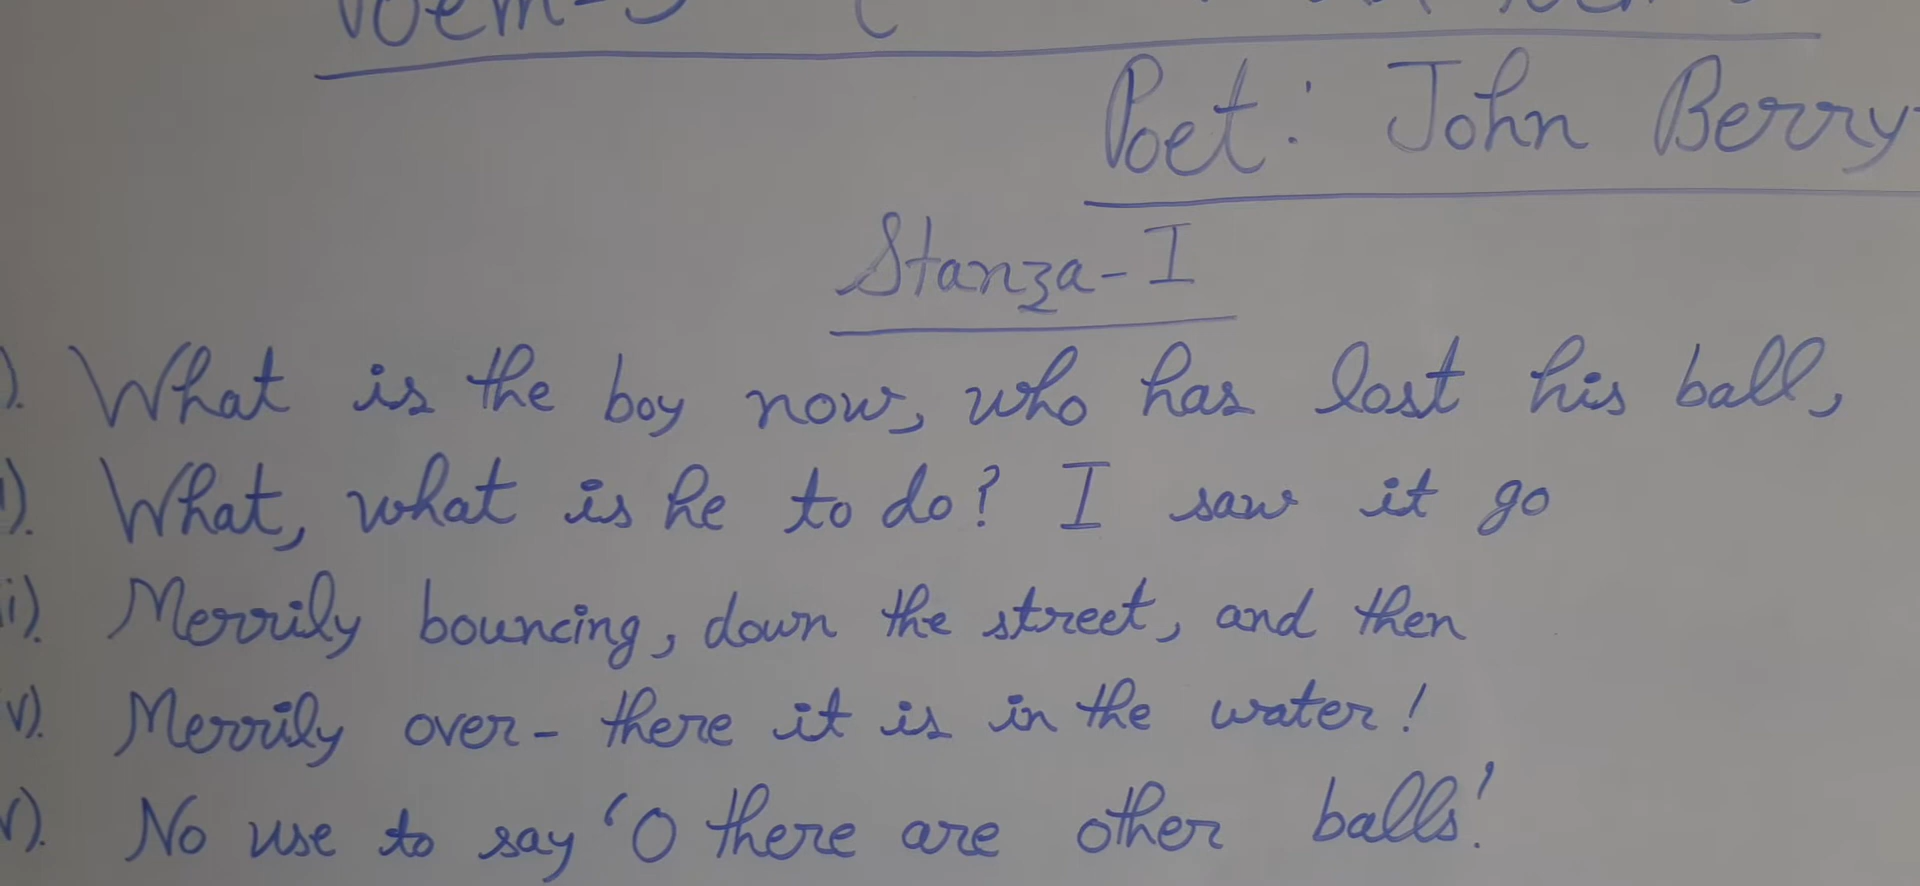 Poem-
Poet: John Berry
Stanza-I
). What is the boy now, who has lost his ball,
). What, what is he to do? I saw it go
i). Merrily bouncing, down the street, and then
v). Merrily over- there it is in the water!
v). No use to say 'O there are other balls'.